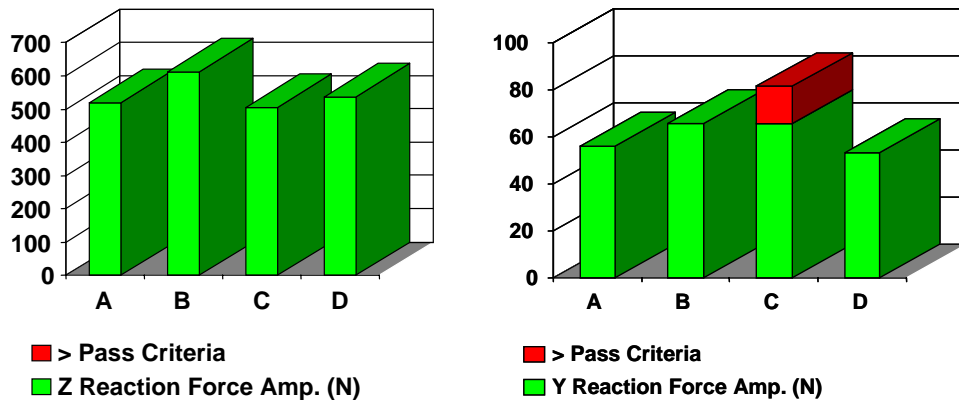 700
600
500
400
300
200
100
0
A B C D
> Pass Criteria
Z Reaction Force Amp. (N)
100
80
60
40
20
0
A B C D
> Pass Criteria
Y Reaction Force Amp. (N)